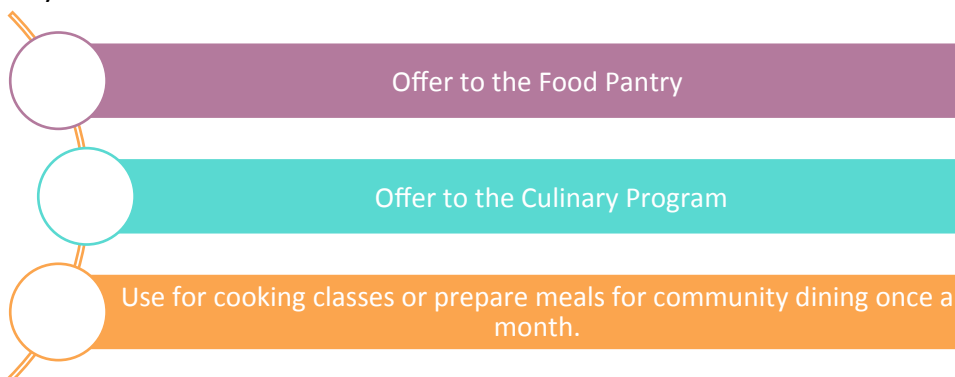 Offer to the Food Pantry
Offer to the Culinary Program
Use for cooking classes or prepare meals for community dining once a
month.